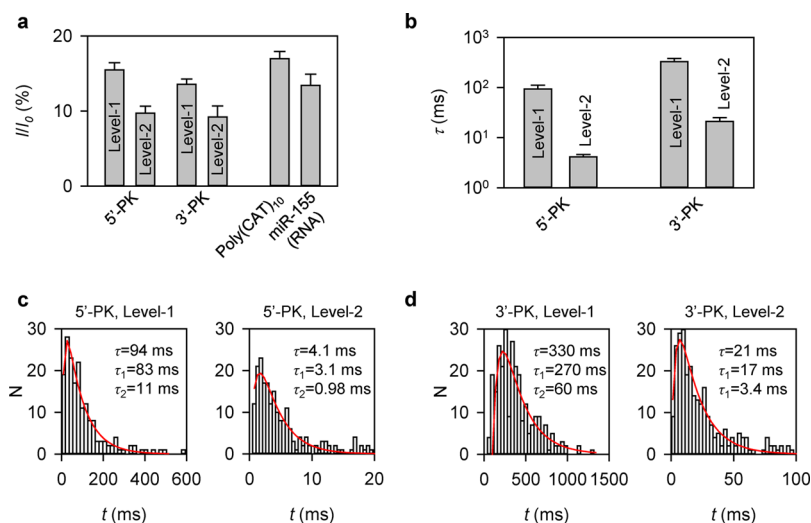 a
20
10
0
I/I0 (%)
Level-1
Level-2
Level-1
Level-2
5'-PK
3'-PK
Poly(CAT)10
miR-155
(RNA)
b
10³
10²
10¹
10⁰
τ (ms)
Level-1
Level-2
Level-1
Level-2
5'-PK
3'-PK
c
5'-PK, Level-1
30
20
10
0
N
τ=94 ms
τ1=83 ms
τ2=11 ms
0 200 400 600
t (ms)
5'-PK, Level-2
30
20
10
0
τ=4.1 ms
τ1=3.1 ms
τ2=0.98 ms
0 10 20
t (ms)
d
3'-PK, Level-1
30
20
10
0
N
τ=330 ms
τ1=270 ms
τ2=60 ms
0 500 1000 1500
t (ms)
3'-PK, Level-2
30
20
10
0
τ=21 ms
τ1=17 ms
τ2=3.4 ms
0 50 100
t (ms)